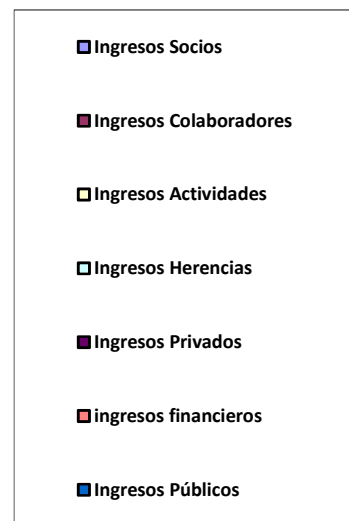 Ingresos Socios
Ingresos Colaboradores
Ingresos Actividades
Ingresos Herencias
Ingresos Privados
ingresos financieros
Ingresos Públicos